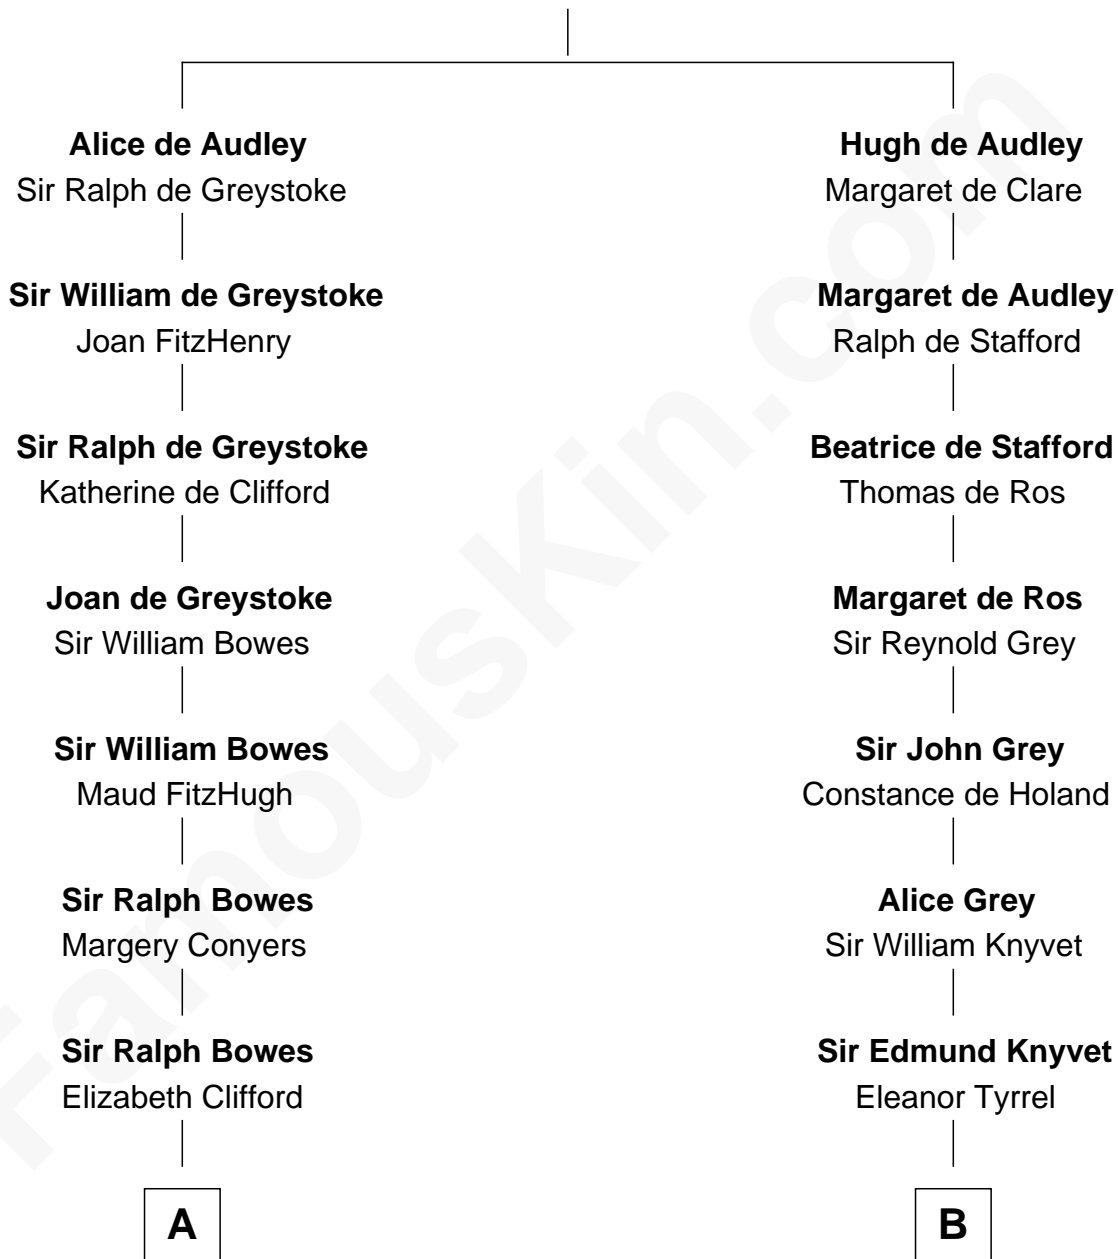 Alice de Audley
Sir Ralph de Greystoke
Sir William de Greystoke
Joan FitzHenry
Sir Ralph de Greystoke
Katherine de Clifford
Joan de Greystoke
Sir William Bowes
Sir William Bowes
Maud FitzHugh
Sir Ralph Bowes
Margery Conyers
Sir Ralph Bowes
Elizabeth Clifford
A
Hugh de Audley
Margaret de Clare
Margaret de Audley
Ralph de Stafford
Beatrice de Stafford
Thomas de Ros
Margaret de Ros
Sir Reynold Grey
Sir John Grey
Constance de Holand
Alice Grey
Sir William Knyvet
Sir Edmund Knyvet
Eleanor Tyrrel
B
FamousKin.com